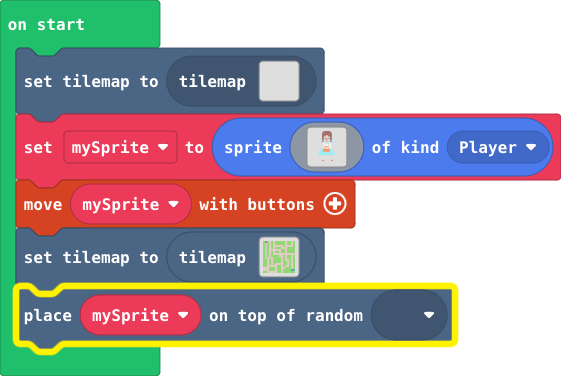 on start
set tilemap to tilemap
set mySprite to sprite of kind Player
move mySprite with buttons
set tilemap to tilemap
place mySprite on top of random